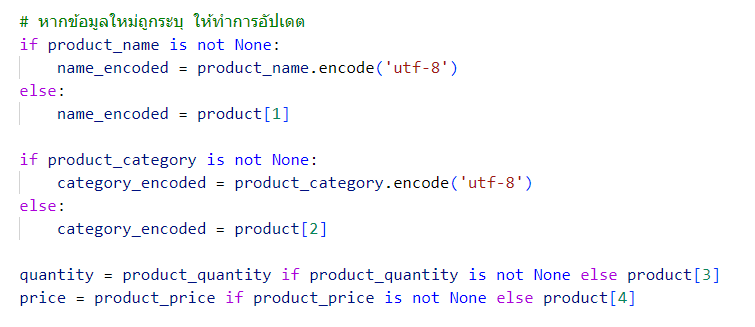 # หากข้อมูลใหม่ถูกระบุ ให้ทำการอัปเดต
if product_name is not None:
    name_encoded = product_name.encode('utf-8')
else:
    name_encoded = product[1]

if product_category is not None:
    category_encoded = product_category.encode('utf-8')
else:
    category_encoded = product[2]

quantity = product_quantity if product_quantity is not None else product[3]
price = product_price if product_price is not None else product[4]